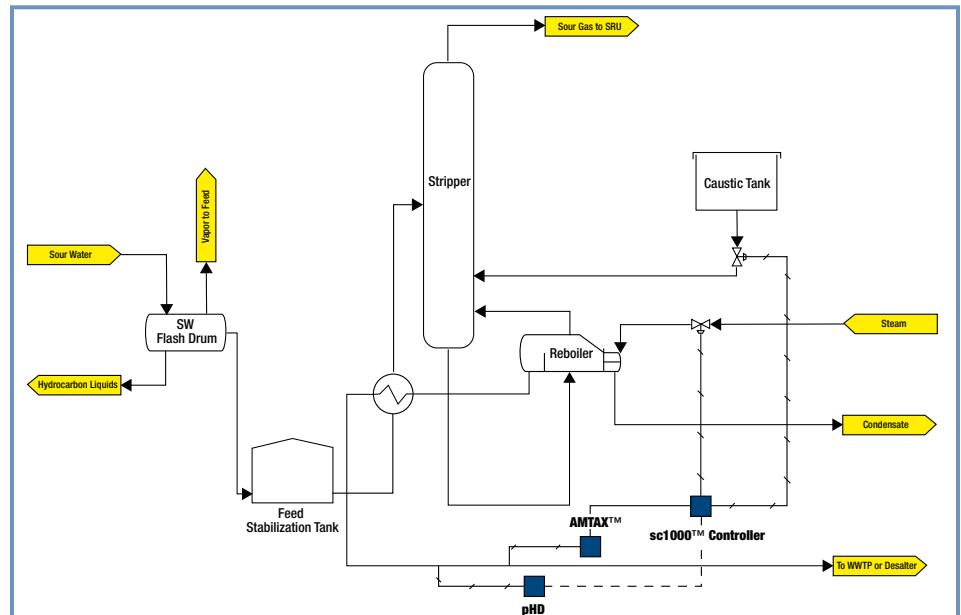 Sour Gas to SRU
Stripper
Caustic Tank
Vapor to Feed
Sour Water
SW
Flash Drum
Steam
Reboiler
Hydrocarbon Liquids
Condensate
Feed
Stabilization Tank
AMTAX™
sc1000™ Controller
To WWTP or Desalter
pHD